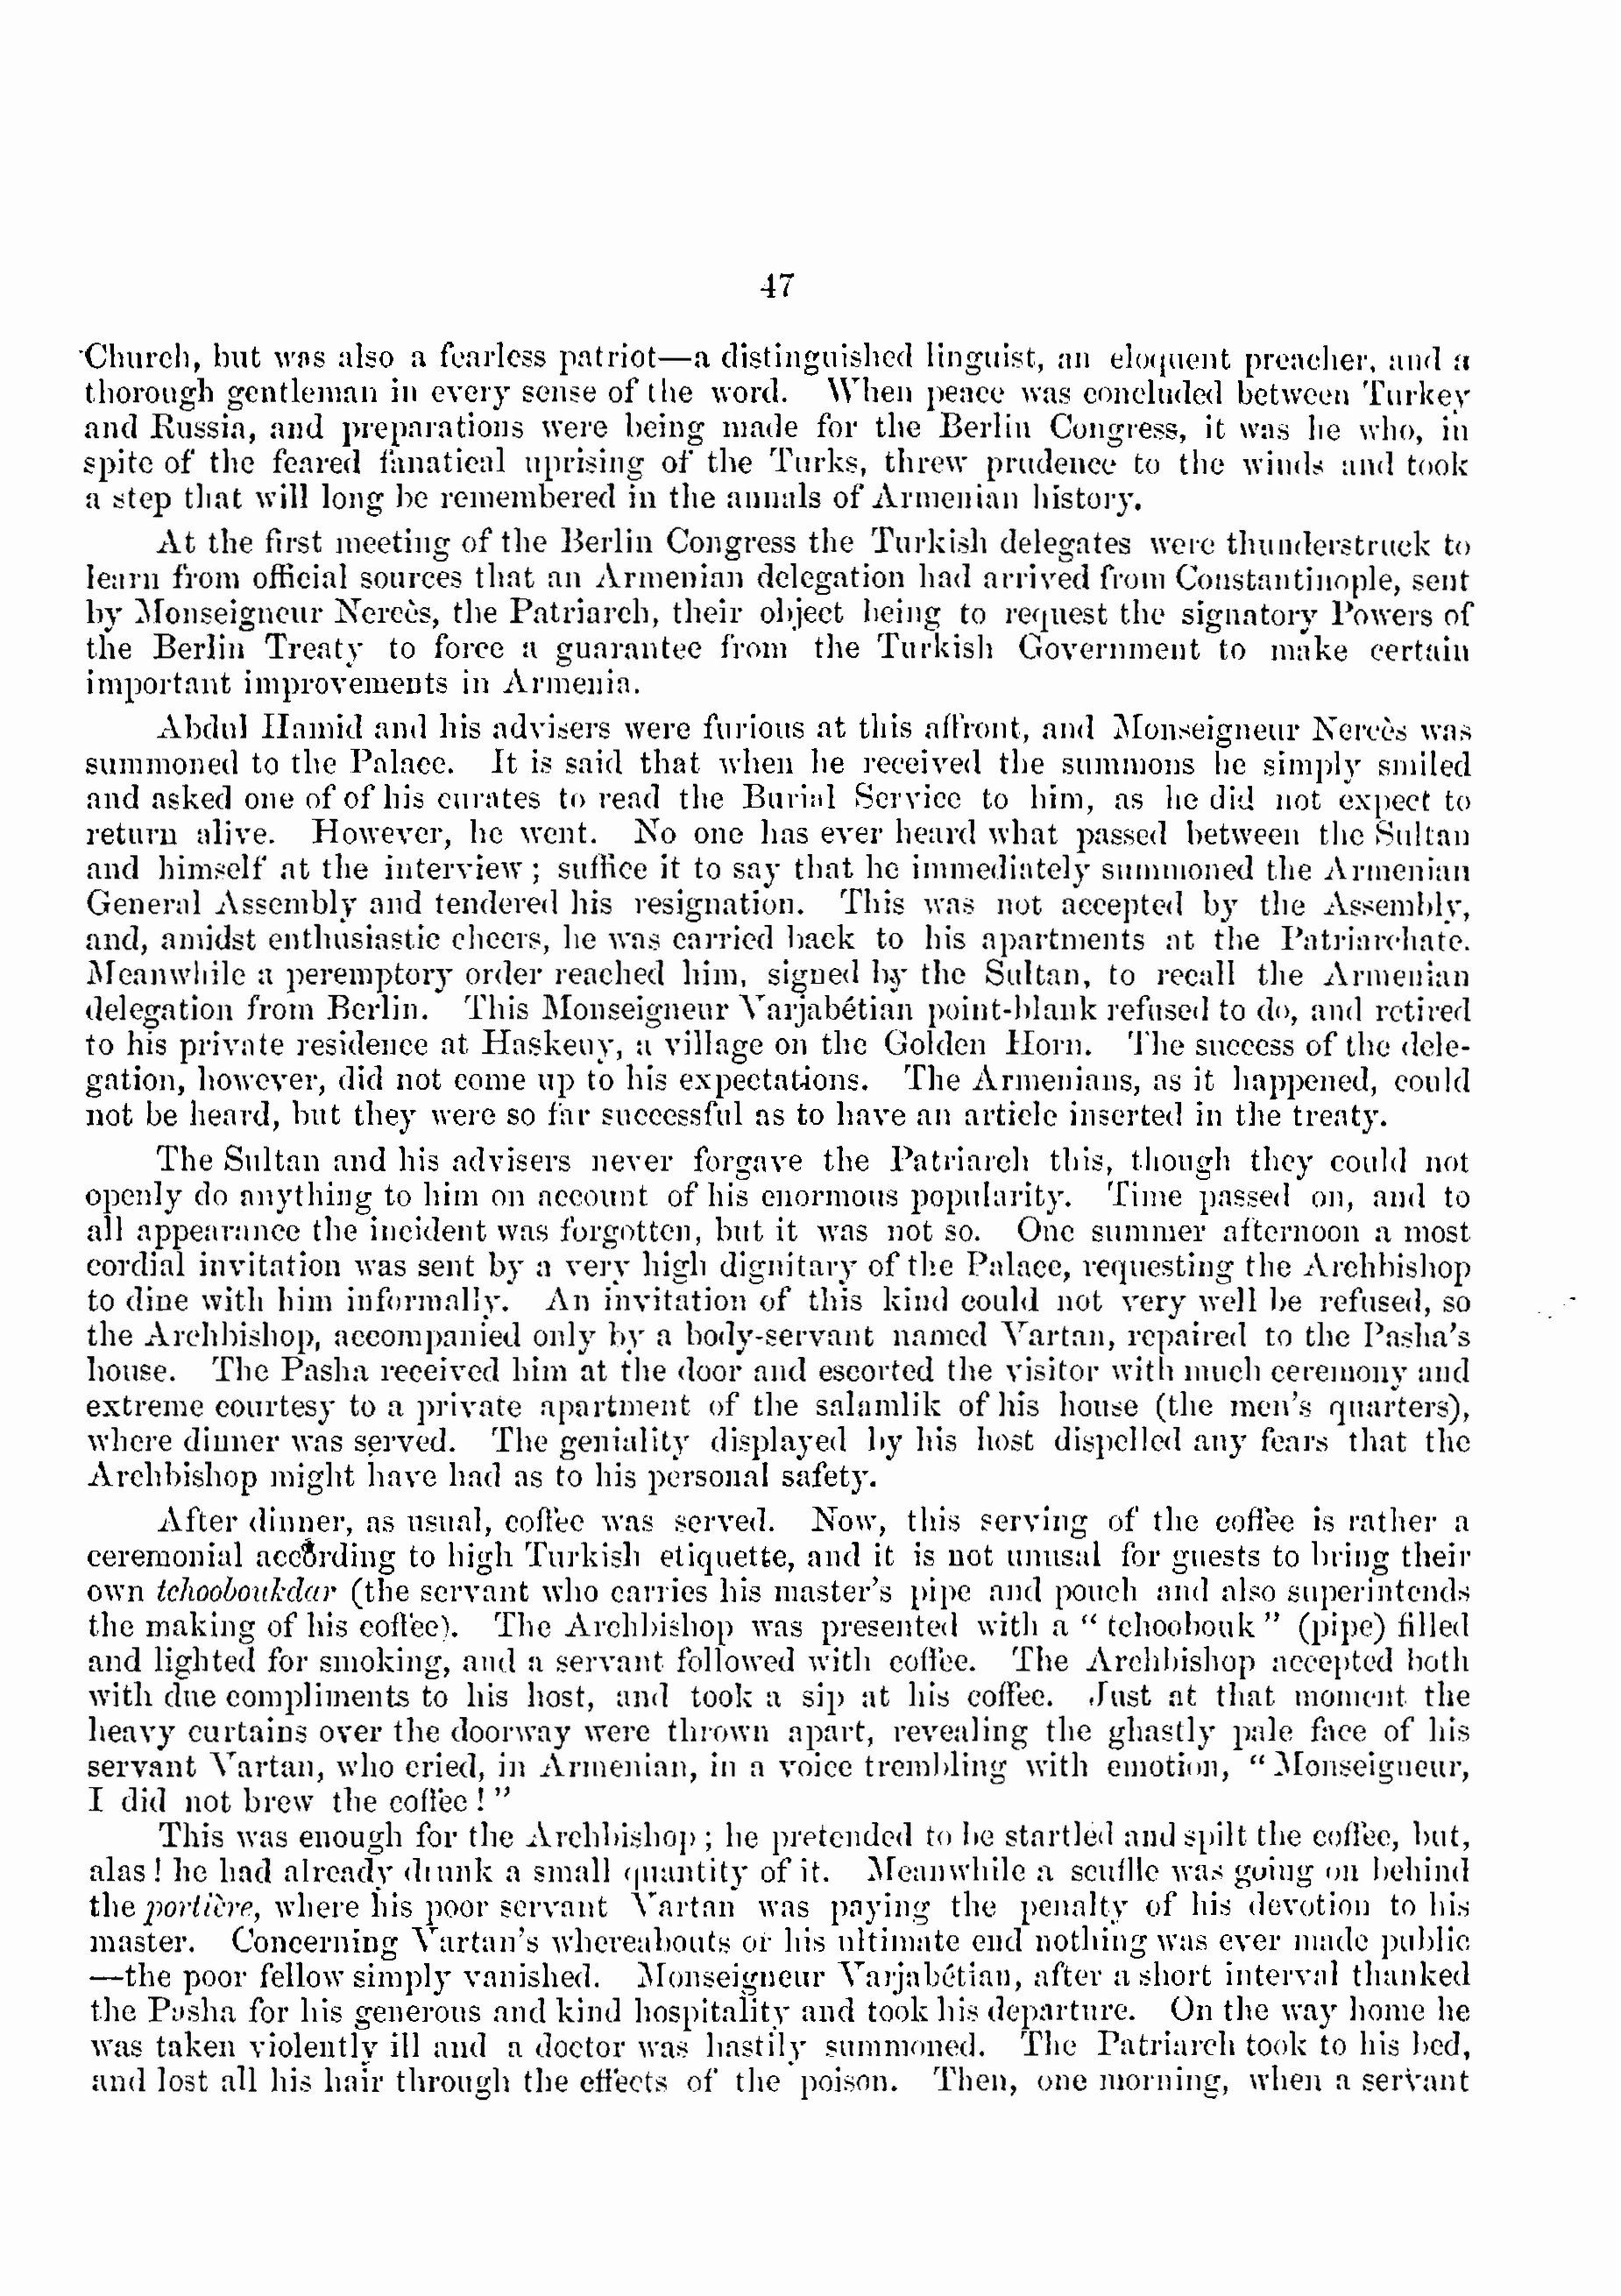 47
Church, but was also a fearless patriot—a distinguished linguist, an eloquent preacher, and a
thorough gentleman in every sense of the word. When peace was concluded between Turkey
and Russia, and preparations were being made for the Berlin Congress, it was he who, in
spite of the feared fanatical uprising of the Turks, threw prudence to the winds and took
a step that will long be remembered in the annals of Armenian history.
At the first meeting of the Berlin Congress the Turkish delegates were thunderstruck to
learn from official sources that an Armenian delegation had arrived from Constantinople, sent
by Monseigneur Nercès, the Patriarch, their object being to request the signatory Powers of
the Berlin Treaty to force a guarantee from the Turkish Government to make certain
important improvements in Armenia.
Abdul Hamid and his advisers were furious at this affront, and Monseigneur Nercès was
summoned to the Palace. It is said that when he received the summons he simply smiled
and asked one of of his curates to read the Burial Service to him, as he did not expect to
return alive. However, he went. No one has ever heard what passed between the Sultan
and himself at the interview; suffice it to say that he immediately summoned the Armenian
General Assembly and tendered his resignation. This was not accepted by the Assembly,
and, amidst enthusiastic cheers, he was carried back to his apartments at the Patriarchate.
Meanwhile a peremptory order reached him, signed by the Sultan, to recall the Armenian
delegation from Berlin. This Monseigneur Varjabétian point-blank refused to do, and retired
to his private residence at Haskeuy, a village on the Golden Horn. The success of the dele-
gation, however, did not come up to his expectations. The Armenians, as it happened, could
not be heard, but they were so far successful as to have an article inserted in the treaty.
The Sultan and his advisers never forgave the Patriarch this, though they could not
openly do anything to him on account of his enormous popularity. Time passed on, and to
all appearance the incident was forgotten, but it was not so. One summer afternoon a most
cordial invitation was sent by a very high dignitary of the Palace, requesting the Archbishop
to dine with him informally. An invitation of this kind could not very well be refused, so
the Archbishop, accompanied only by a body-servant named Vartan, repaired to the Pasha's
house. The Pasha received him at the door and escorted the visitor with much ceremony and
extreme courtesy to a private apartment of the salamlik of his house (the men's quarters),
where dinner was served. The geniality displayed by his host dispelled any fears that the
Archbishop might have had as to his personal safety.
After dinner, as usual, coffee was served. Now, this serving of the coffee is rather a
ceremonial according to high Turkish etiquette, and it is not unusal for guests to bring their
own tchooboukdar (the servant who carries his master's pipe and pouch and also superintends
the making of his coffee). The Archbishop was presented with a "tchoobouk" (pipe) filled
and lighted for smoking, and a servant followed with coffee. The Archbishop accepted both
with due compliments to his host, and took a sip at his coffee. Just at that moment the
heavy curtains over the doorway were thrown apart, revealing the ghastly pale face of his
servant Vartan, who cried, in Armenian, in a voice trembling with emotion, "Monseigneur,
I did not brew the coffee!"
This was enough for the Archbishop; he pretended to be startled and spilt the coffee, but,
alas! he had already drunk a small quantity of it. Meanwhile a scuffle was going on behind
the portière, where his poor servant Vartan was paying the penalty of his devotion to his
master. Concerning Vartan's whereabouts or his ultimate end nothing was ever made public
—the poor fellow simply vanished. Monseigneur Varjabétian, after a short interval thanked
the Pasha for his generous and kind hospitality and took his departure. On the way home he
was taken violently ill and a doctor was hastily summoned. The Patriarch took to his bed,
and lost all his hair through the effects of the poison. Then, one morning, when a servant